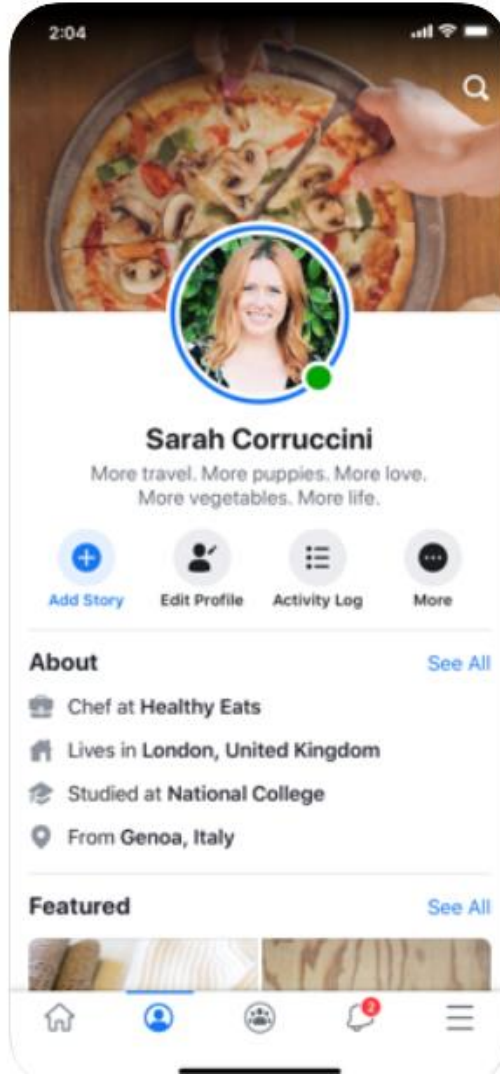 2:04
Sarah Corruccini
More travel. More puppies. More love.
More vegetables. More life.
Add Story Edit Profile Activity Log More
About See All
Chef at Healthy Eats
Lives in London, United Kingdom
Studied at National College
From Genoa, Italy
Featured See All
2